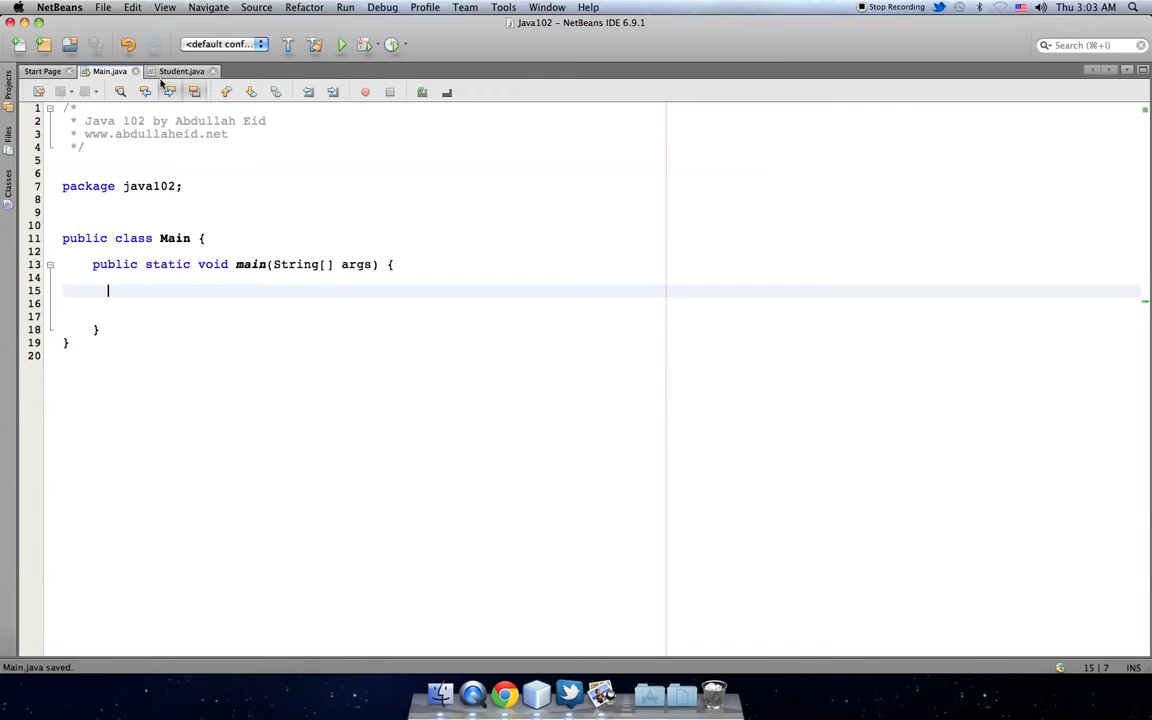 NetBeans File Edit View Navigate Source Refactor Run Debug Profile Team Tools Window Help Stop Recording Thu 3:03 AM
Java102 – NetBeans IDE 6.9.1
<default conf... Search (⌘+I)
Start Page Main.java Student.java
Projects
Files
Classes
1 /*
2 * Java 102 by Abdullah Eid
3 * www.abdullaheid.net
4 */
5
6
7 package java102;
8
9
10
11 public class Main {
12
13 public static void main(String[] args) {
14
15
16
17
18 }
19 }
20
Main.java saved. 15 | 7 INS